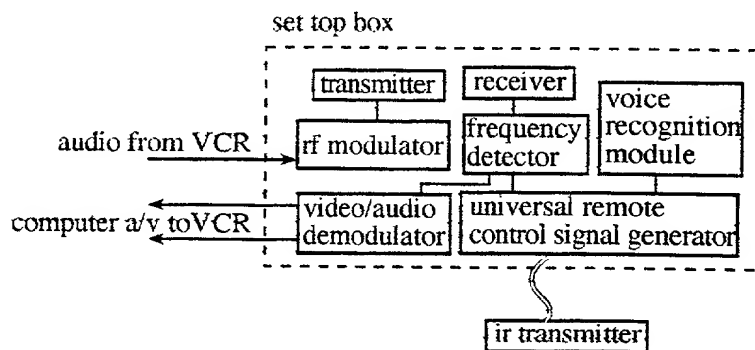 set top box
transmitter
receiver
voice
recognition
module
audio from VCR
rf modulator
frequency
detector
computer a/v toVCR
video/audio
demodulator
universal remote
control signal generator
ir transmitter